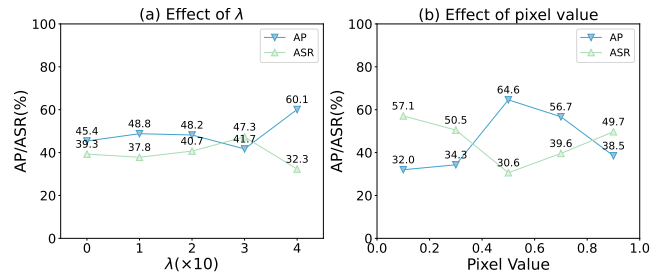 (a) Effect of λ
AP/ASR(%)
100
80
60
40
20
0
AP
ASR
45.4
48.8
48.2
41.7
60.1
39.3
37.8
40.7
47.3
32.3
0 1 2 3 4
λ(×10)
(b) Effect of pixel value
AP/ASR(%)
100
80
60
40
20
0
AP
ASR
32.0
34.3
64.6
56.7
38.5
57.1
50.5
30.6
39.6
49.7
0.0 0.2 0.4 0.6 0.8 1.0
Pixel Value